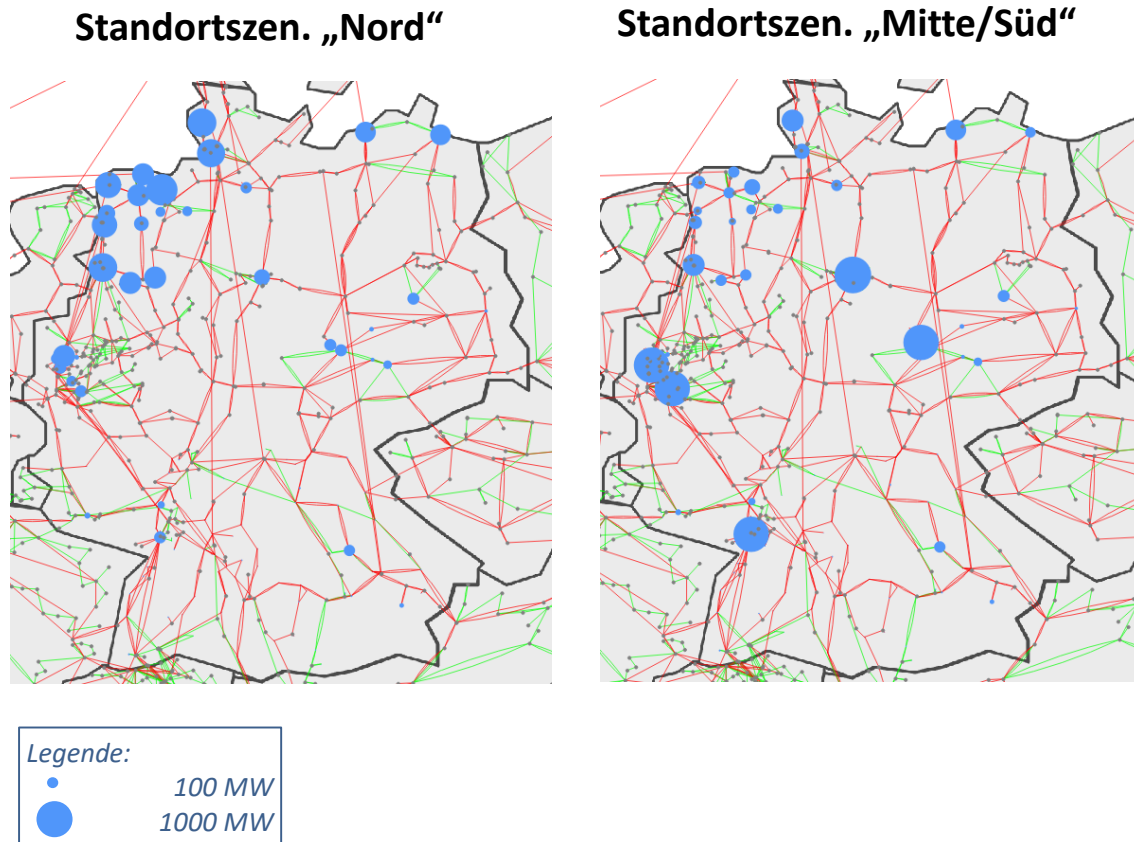 Standortszen. „Nord“
Standortszen. „Mitte/Süd“
Legende:
100 MW
1000 MW